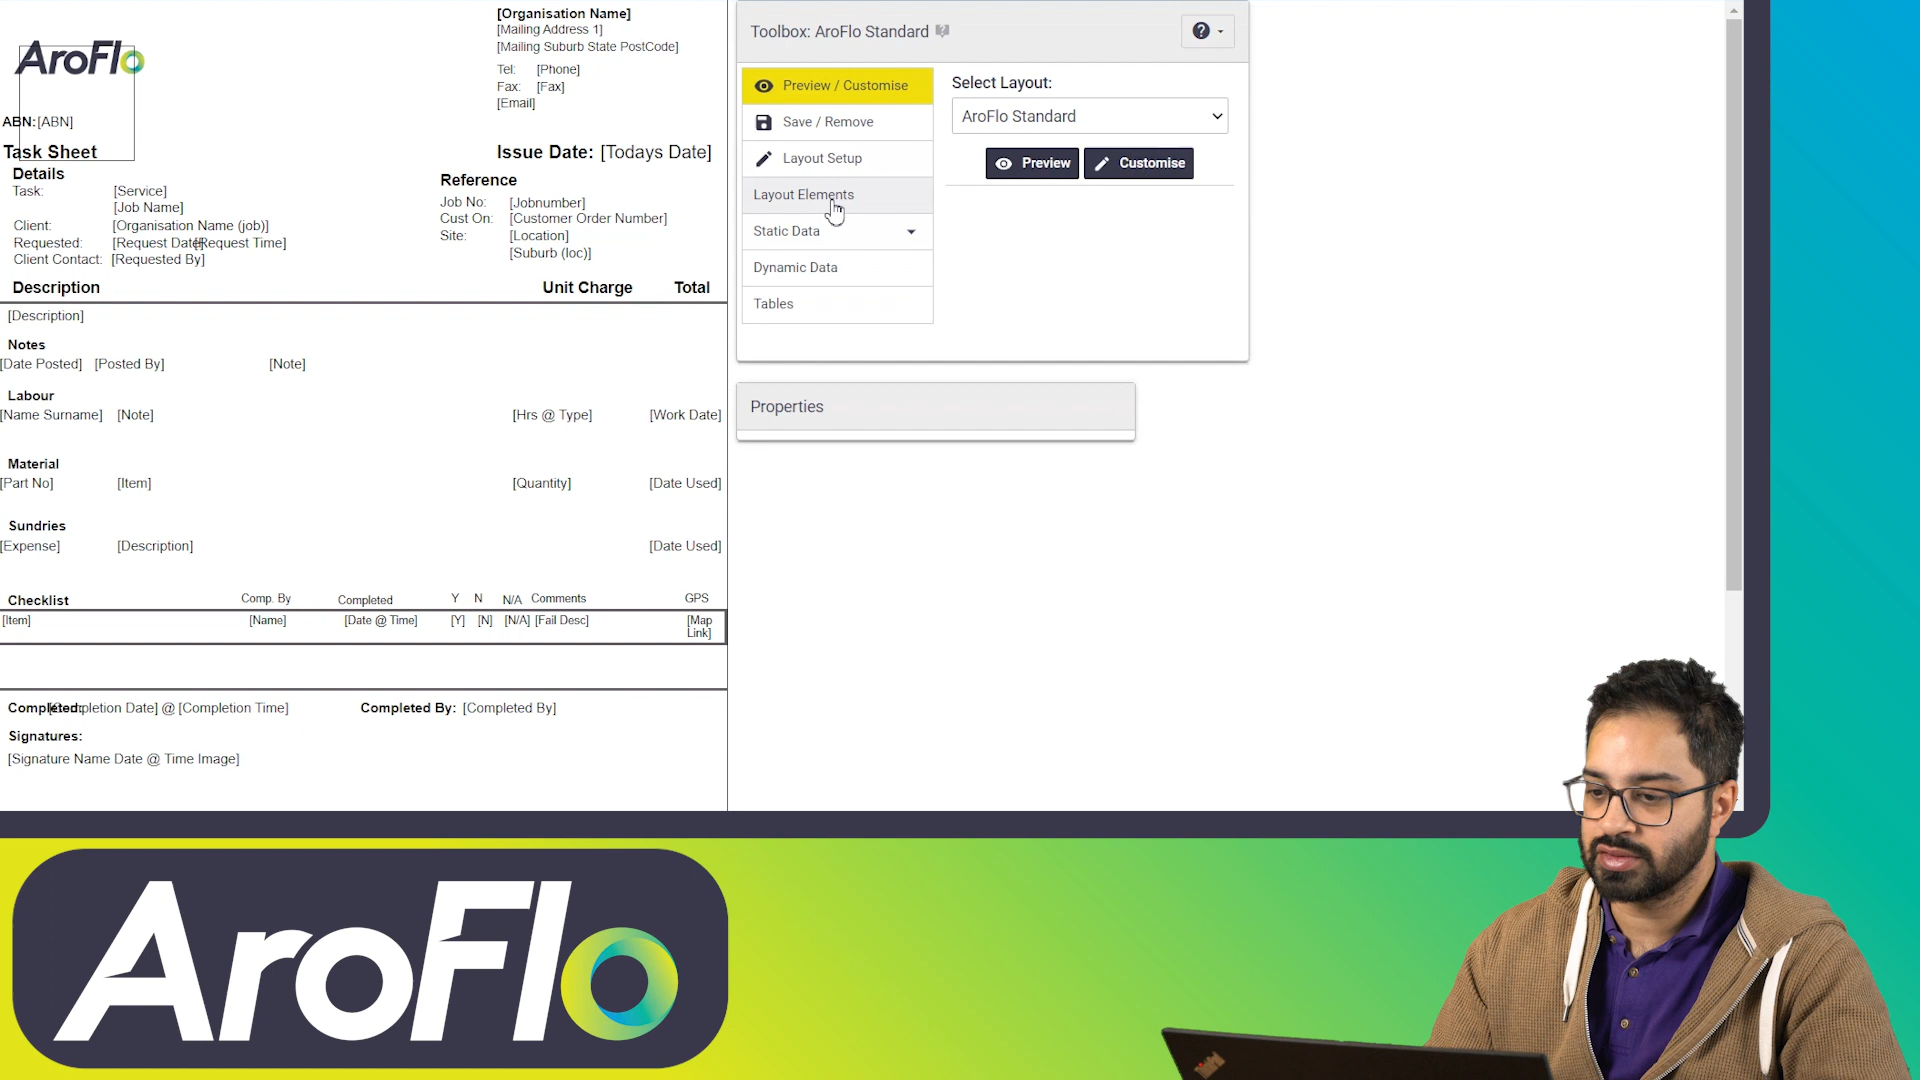 AroFlo
ABN: [ABN]
Task Sheet
[Organisation Name]
[Mailing Address 1]
[Mailing Suburb State PostCode]
Tel: [Phone]
Fax: [Fax]
[Email]
Issue Date: [Todays Date]
Details
Task: [Service]
[Job Name]
Client: [Organisation Name (job)]
Requested: [Request Date] [Request Time]
Client Contact: [Requested By]
Reference
Job No: [Jobnumber]
Cust On: [Customer Order Number]
Site: [Location]
[Suburb (loc)]
Description Unit Charge Total
[Description]
Notes
[Date Posted] [Posted By] [Note]
Labour
[Name Surname] [Note] [Hrs @ Type] [Work Date]
Material
[Part No] [Item] [Quantity] [Date Used]
Sundries
[Expense] [Description] [Date Used]
Checklist Comp. By Completed Y N N/A Comments GPS
[Item] [Name] [Date @ Time] [Y] [N] [N/A] [Fail Desc] [Map
Link]
Completed: [Completion Date] @ [Completion Time] Completed By: [Completed By]
Signatures:
[Signature Name Date @ Time Image]
Toolbox: AroFlo Standard
Preview / Customise
Save / Remove
Layout Setup
Layout Elements
Static Data
Dynamic Data
Tables
Select Layout:
AroFlo Standard
Preview Customise
Properties
AroFlo